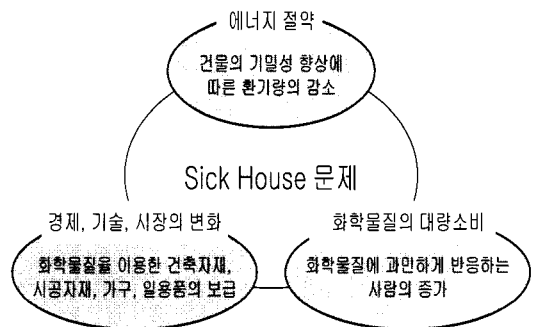 에너지 절약
건물의 기밀성 향상에
따른 환기량의 감소
Sick House 문제
경제, 기술, 시장의 변화
화학물질을 이용한 건축자재,
시공자재, 가구, 일용품의 보급
화학물질의 대량소비
화학물질에 과민하게 반응하는
사람의 증가